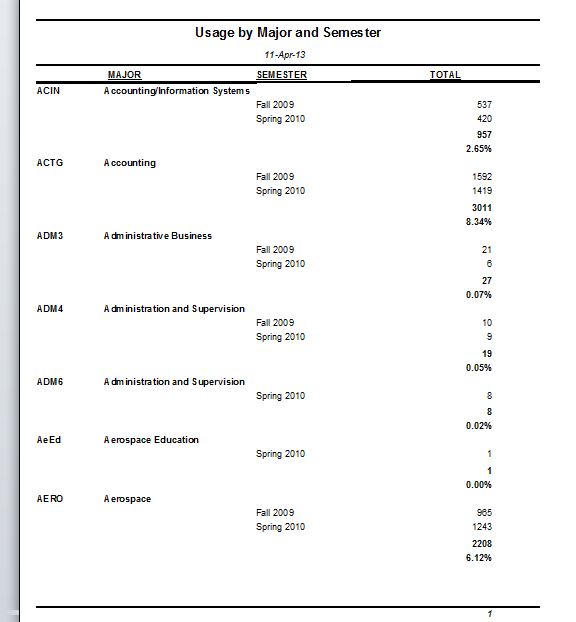 Usage by Major and Semester
11-Apr-13
MAJOR SEMESTER TOTAL
ACIN Accounting/Information Systems
Fall 2009 537
Spring 2010 420
957
2.65%
ACTG Accounting
Fall 2009 1592
Spring 2010 1419
3011
8.34%
ADM3 Administrative Business
Fall 2009 21
Spring 2010 6
27
0.07%
ADM4 Administration and Supervision
Fall 2009 10
Spring 2010 9
19
0.05%
ADM6 Administration and Supervision
Spring 2010 8
8
0.02%
AeEd Aerospace Education
Spring 2010 1
1
0.00%
AERO Aerospace
Fall 2009 965
Spring 2010 1243
2208
6.12%
1